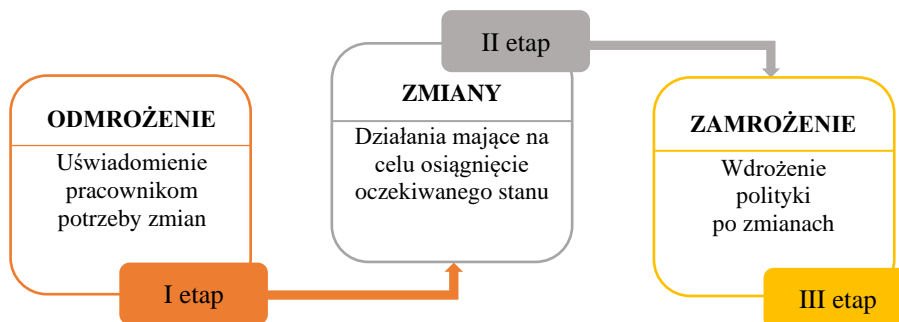 ODMROŻENIE
Uświadomienie
pracownikom
potrzeby zmian
I etap
II etap
ZMIANY
Działania mające na
celu osiągnięcie
oczekiwanego stanu
ZAMROŻENIE
Wdrożenie
polityki
po zmianach
III etap